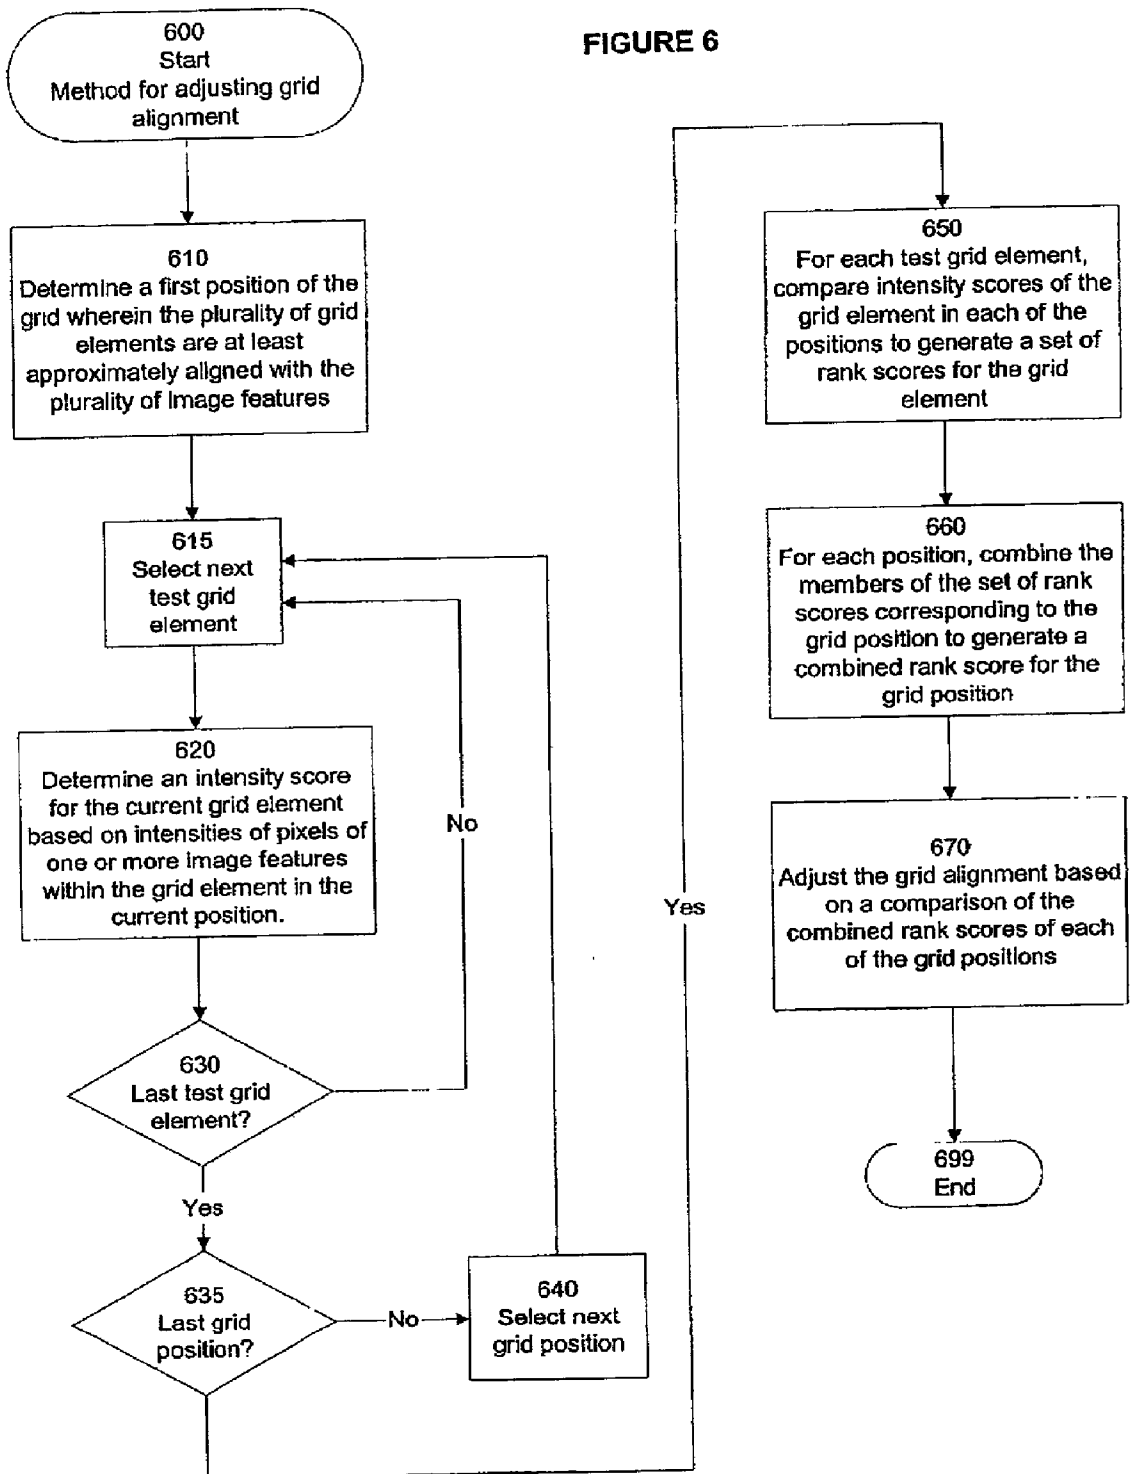 FIGURE 6
600
Start
Method for adjusting grid
alignment
610
Determine a first position of the
grid wherein the plurality of grid
elements are at least
approximately aligned with the
plurality of image features
615
Select next
test grid
element
620
Determine an intensity score
for the current grid element
based on intensities of pixels of
one or more image features
within the grid element in the
current position.
630
Last test grid
element?
No
Yes
635
Last grid
position?
No
640
Select next
grid position
Yes
650
For each test grid element,
compare intensity scores of the
grid element in each of the
positions to generate a set of
rank scores for the grid
element
660
For each position, combine the
members of the set of rank
scores corresponding to the
grid position to generate a
combined rank score for the
grid position
670
Adjust the grid alignment based
on a comparison of the
combined rank scores of each
of the grid positions
699
End